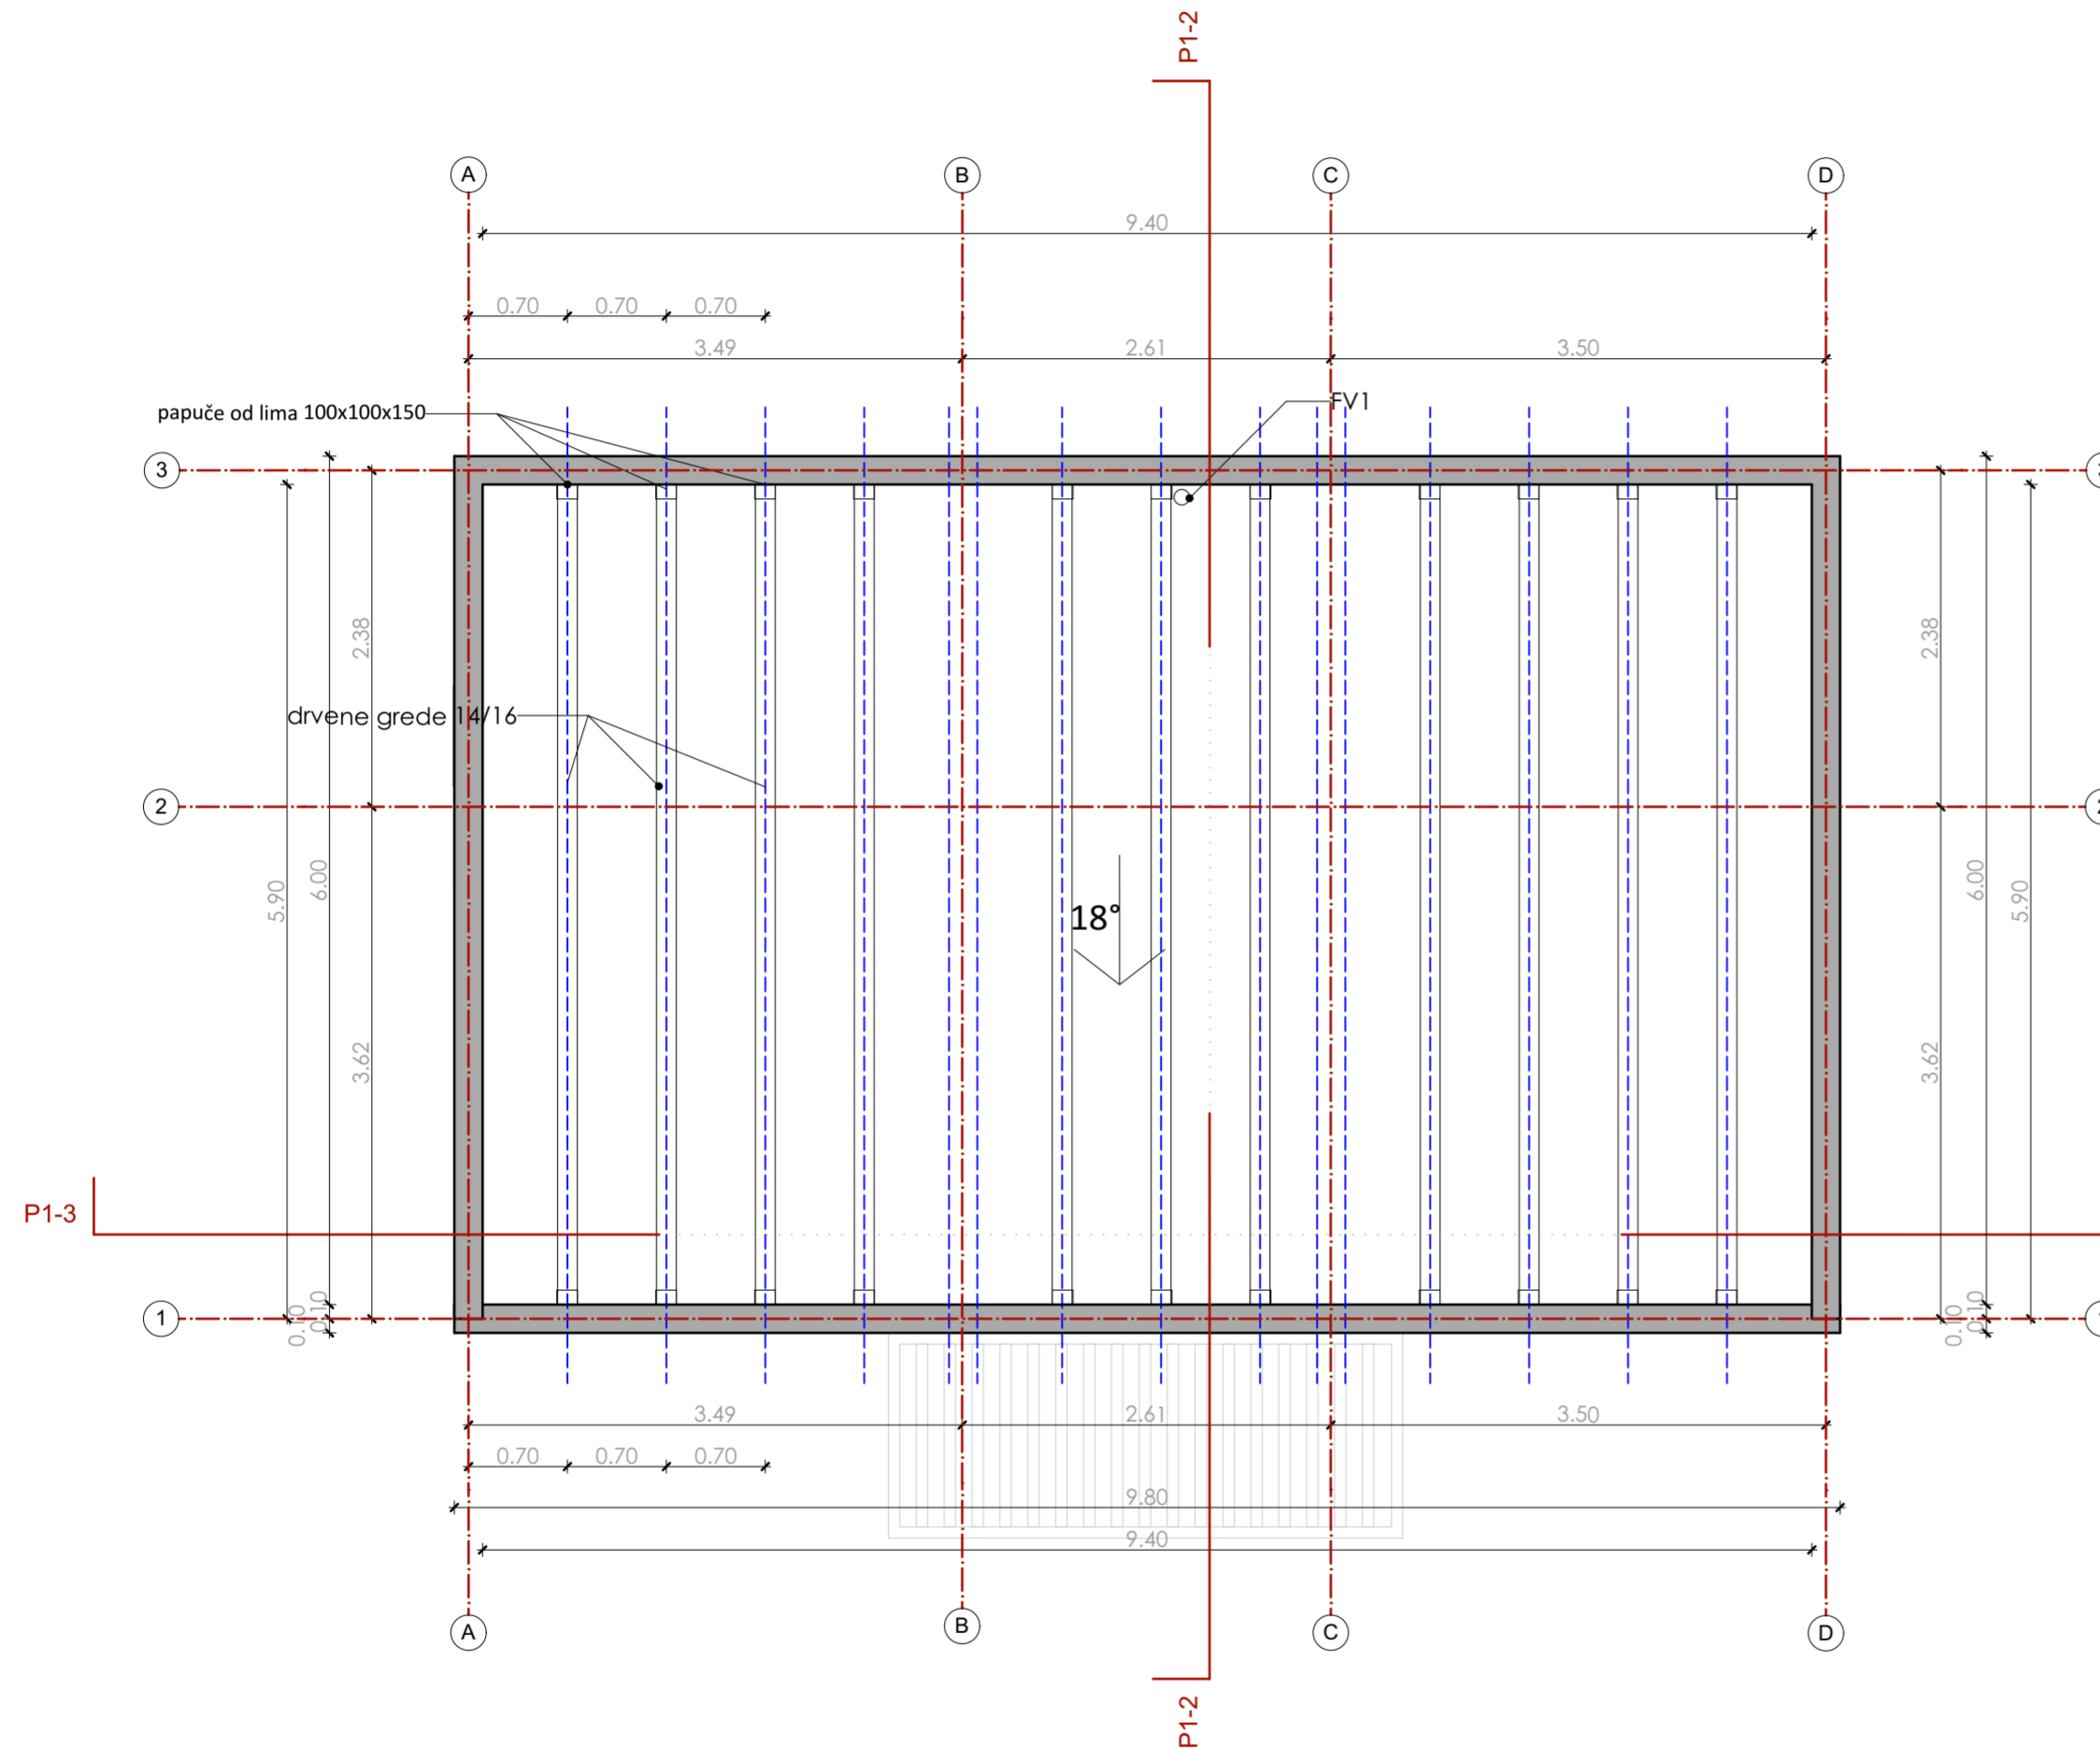 P1-2
A
B
C
D
9.40
0.70
0.70
0.70
3.49
2.61
3.50
papuče od lima 100x100x150
FV1
3
2.38
2.38
drvene grede 14/16
2
5.90
6.00
18°
6.00
5.90
3.62
3.62
P1-3
0.10
0.10
0.10
0.10
1
3.49
2.61
3.50
0.70
0.70
0.70
9.80
9.40
A
B
C
D
P1-2